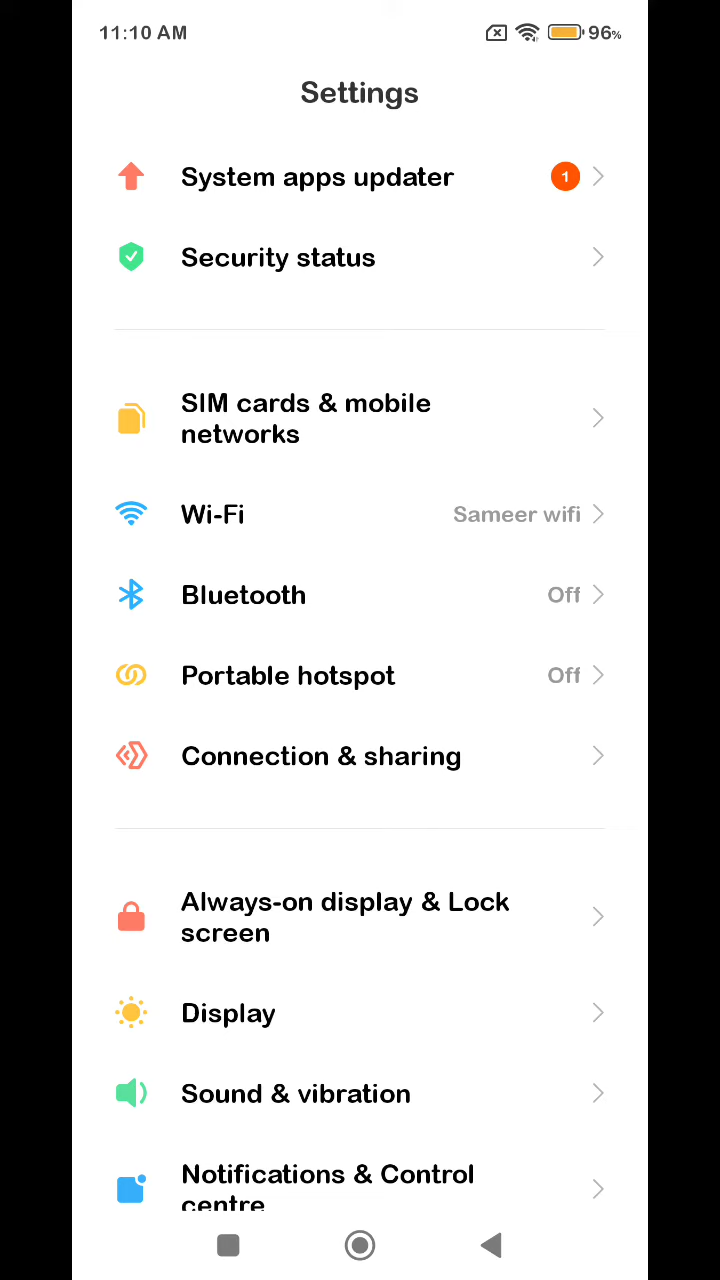 11:10 AM 96%
Settings
System apps updater 1
Security status
SIM cards & mobile
networks
Wi-Fi Sameer wifi
Bluetooth Off
Portable hotspot Off
Connection & sharing
Always-on display & Lock
screen
Display
Sound & vibration
Notifications & Control
centre